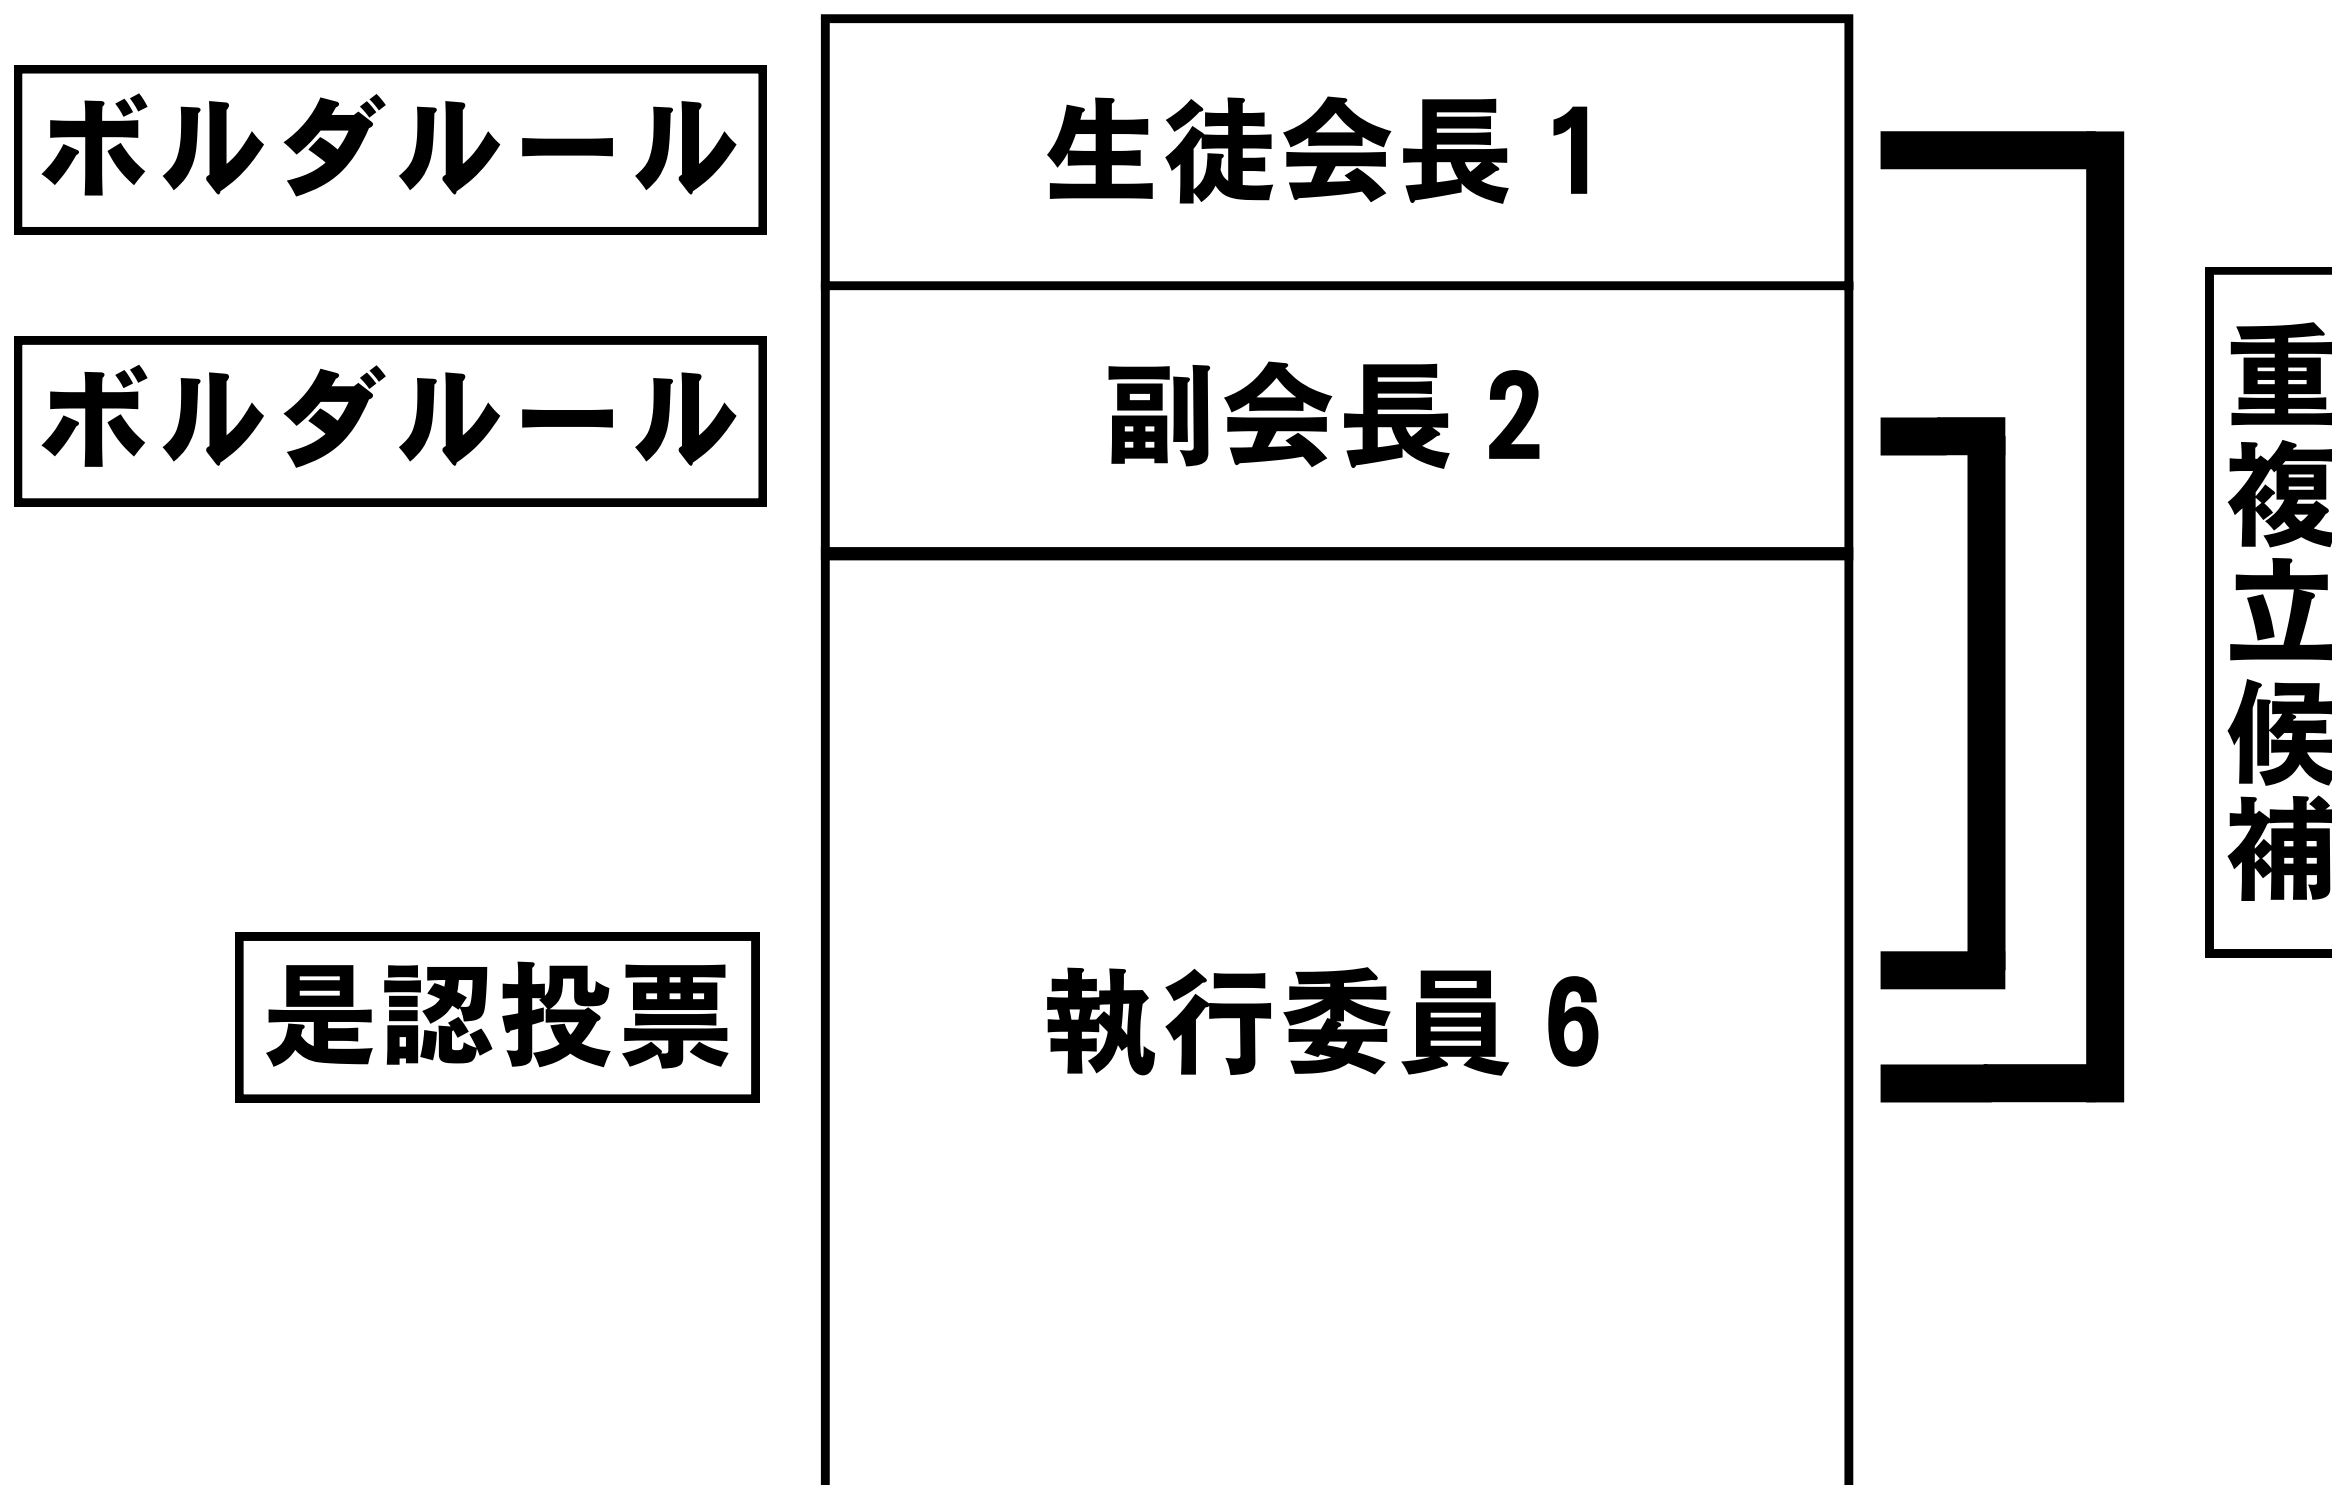 ボルダルール
生徒会長 1
ボルダルール
副会長 2
是認投票
執行委員 6
重複立候補